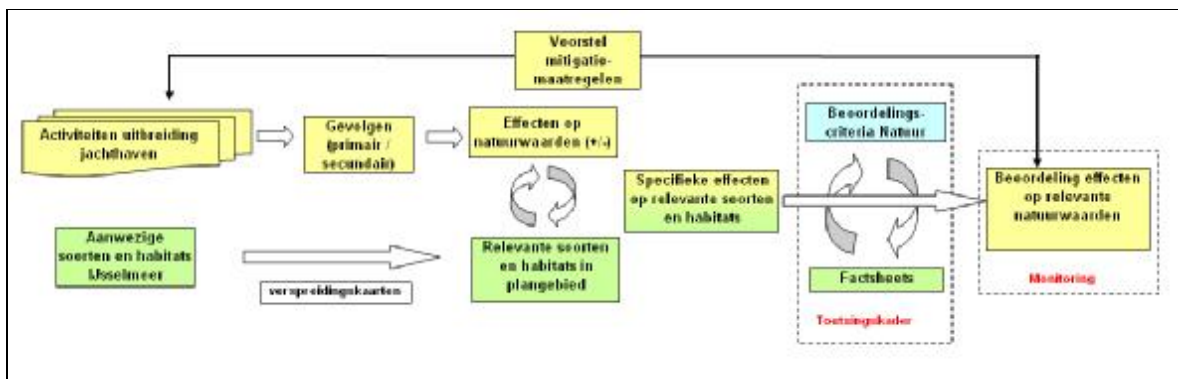 Voorstel
mitigatie-
maatregelen
Activiteiten uitbreiding
jachthaven
Gevolgen
(primair /
secundair)
Effecten op
natuurwaarden (+/-)
Beoordelings-
criteria Natuur
Specifieke effecten
op relevante soorten
en habitats
Beoordeling effecten
op relevante
natuurwaarden
Aanwezige
soorten en habitats
IJsselmeer
verspreidingskaarten
Relevante soorten
en habitats in
plangebied
Factsheets
Toetsingskader
Monitoring